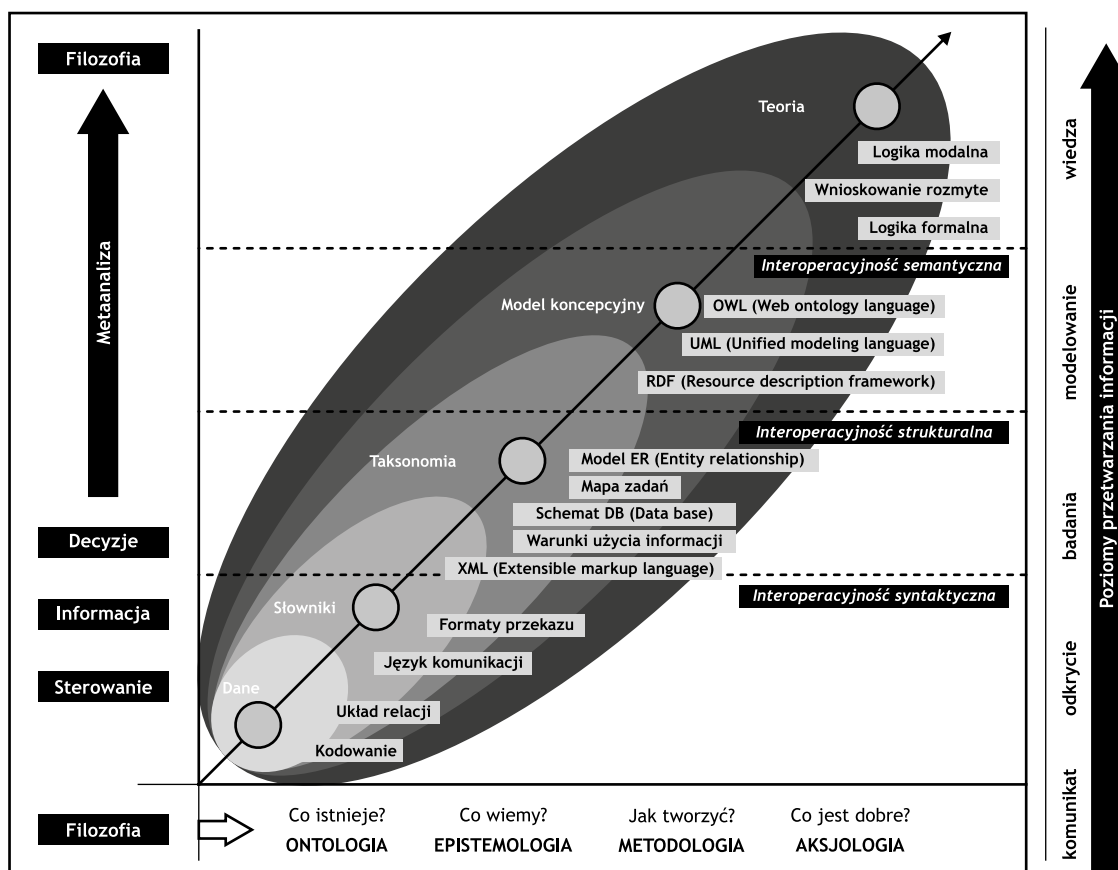 Filozofia
Metaanaliza
Decyzje
Informacja
Sterowanie
Teoria
Logika modalna
Wnioskowanie rozmyte
Logika formalna
Interoperacyjność semantyczna
Model koncepcyjny
OWL (Web ontology language)
UML (Unified modeling language)
RDF (Resource description framework)
Interoperacyjność strukturalna
Taksonomia
Model ER (Entity relationship)
Mapa zadań
Schemat DB (Data base)
Warunki użycia informacji
XML (Extensible markup language)
Interoperacyjność syntaktyczna
Słowniki
Formaty przekazu
Język komunikacji
Dane
Układ relacji
Kodowanie
Filozofia
Co istnieje?
ONTOLOGIA
Co wiemy?
EPISTEMOLOGIA
Jak tworzyć?
METODOLOGIA
Co jest dobre?
AKSJOLOGIA
wiedza
modelowanie
badania
odkrycie
komunikat
Poziomy przetwarzania informacji